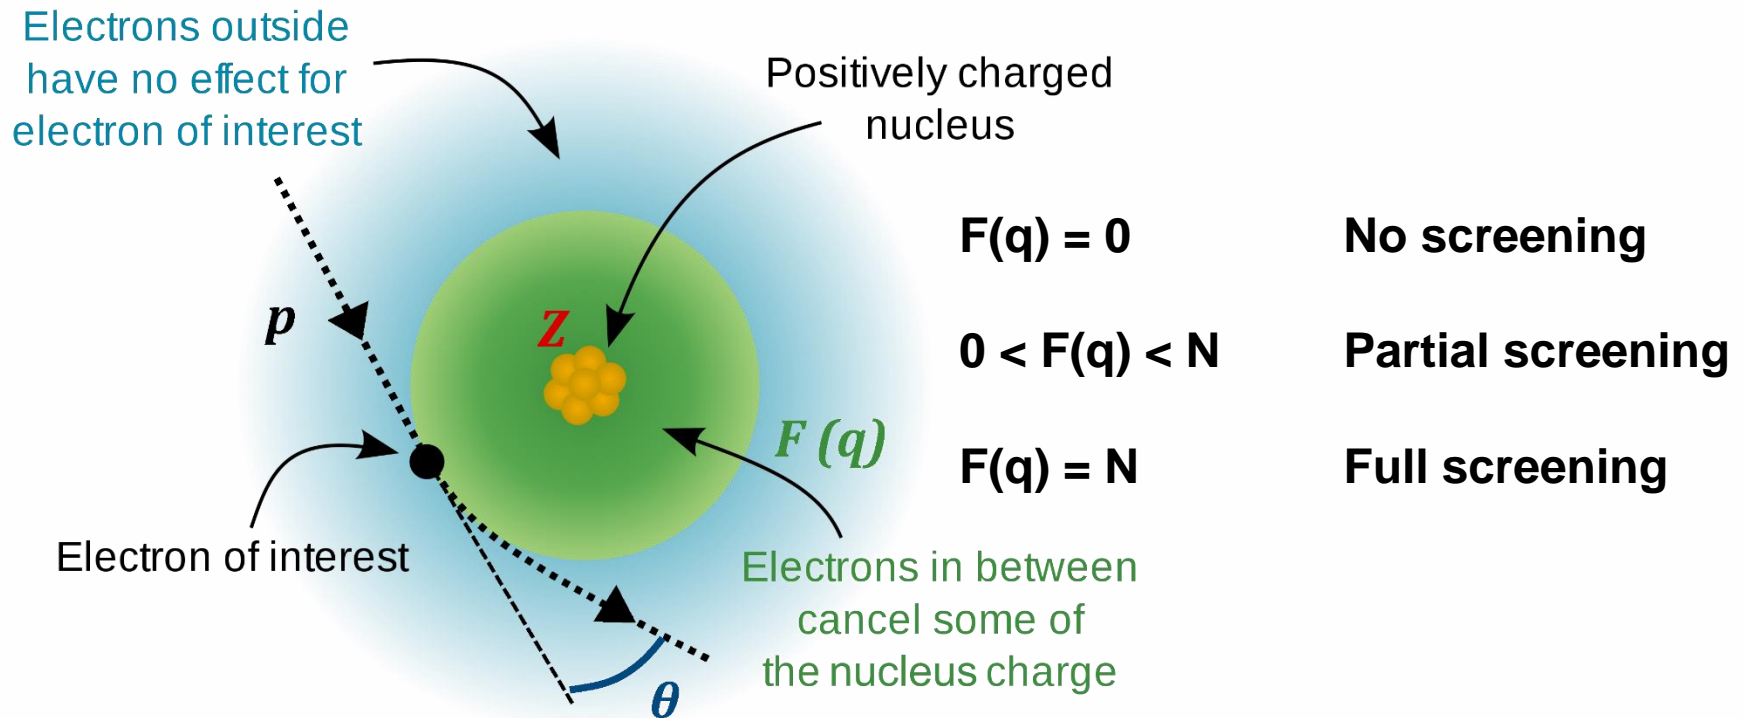 Electrons outside
have no effect for
electron of interest
Positively charged
nucleus
F(q) = 0 No screening
p
Z
0 < F(q) < N Partial screening
F (q)
F(q) = N Full screening
Electron of interest
Electrons in between
cancel some of
the nucleus charge
θ